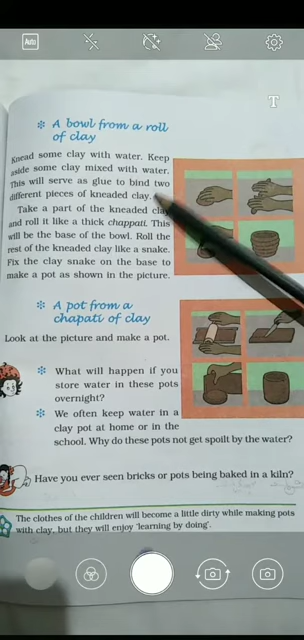 Auto
T
❇ A bowl from a roll
of clay
Knead some clay with water. Keep
aside some clay mixed with water.
This will serve as glue to bind two
different pieces of kneaded clay.
Take a part of the kneaded clay
and roll it like a thick chappati. This
will be the base of the bowl. Roll the
rest of the kneaded clay like a snake.
Fix the clay snake on the base to
make a pot as shown in the picture.
❇ A pot from a
chapati of clay
Look at the picture and make a pot.
❇ What will happen if you
store water in these pots
overnight?
❇ We often keep water in a
clay pot at home or in the
school. Why do these pots not get spoilt by the water?
Have you ever seen bricks or pots being baked in a kiln?
The clothes of the children will become a little dirty while making pots
with clay, but they will enjoy 'learning by doing'.